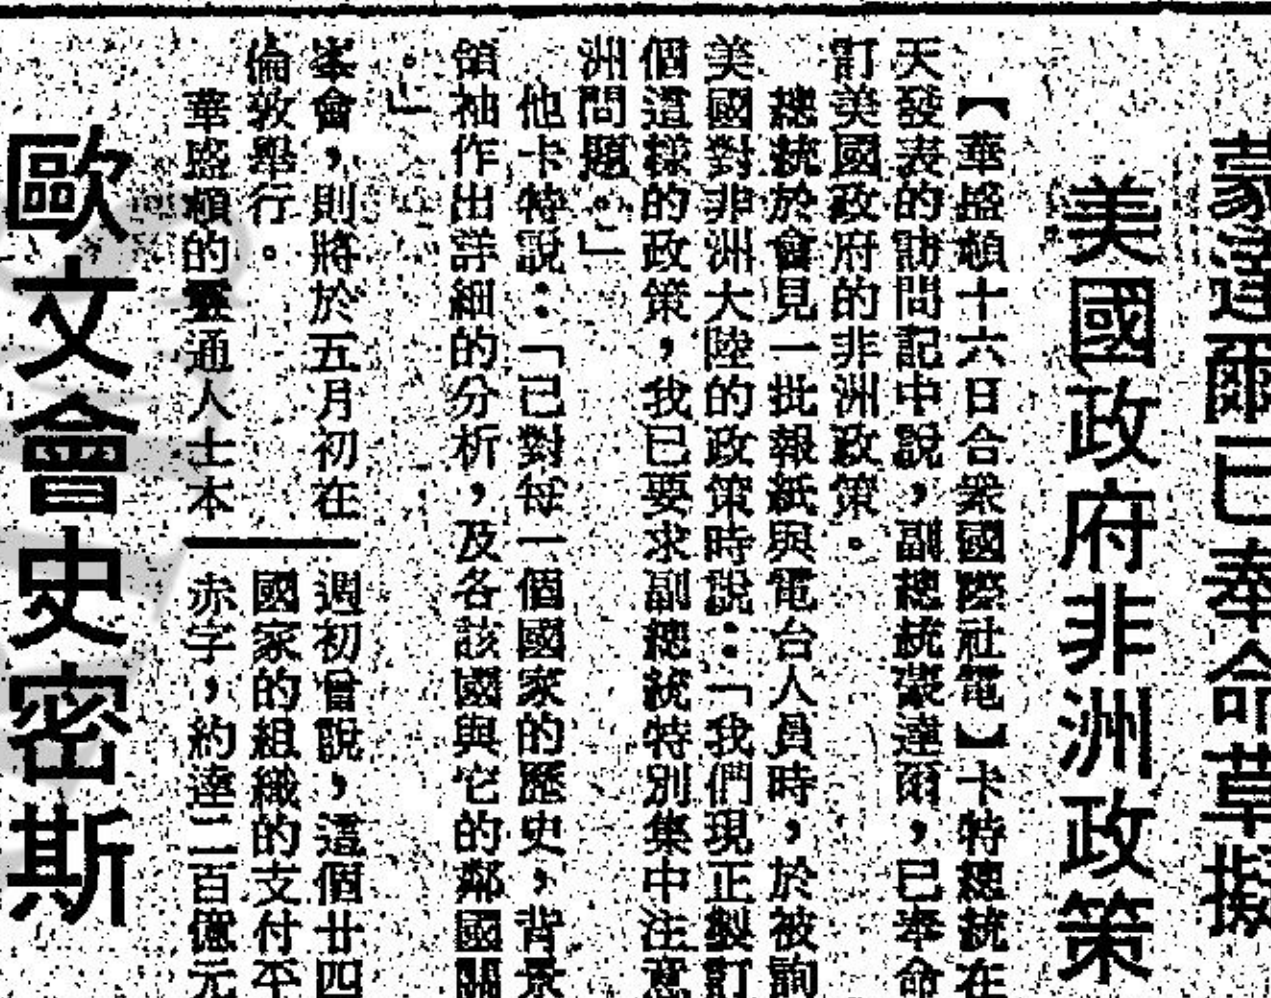 蒙達爾已奉命草擬
美國政府非洲政策
【華盛頓十六日合衆國際社電】卡特總統在
天發表的訪問記中說，副總統蒙達爾，已奉命
訂美國政府的非洲政策。
總統於會見一批報紙與電台人員時，於被詢
美國對非洲大陸的政策時說：「我們現正製訂
個這樣的政策，我已要求副總統特別集中注意
洲問題。」
他卡特說：「已對每一個國家的歷史，背景
領袖作出詳細的分析，及各該國與它的鄰國關
。」
峯會，則將於五月初在
倫敦舉行。
華盛頓的靈通人士本
週初曾說，這個廿四
國家的組織的支付平
赤字，約達二百億元
歐文會史密斯